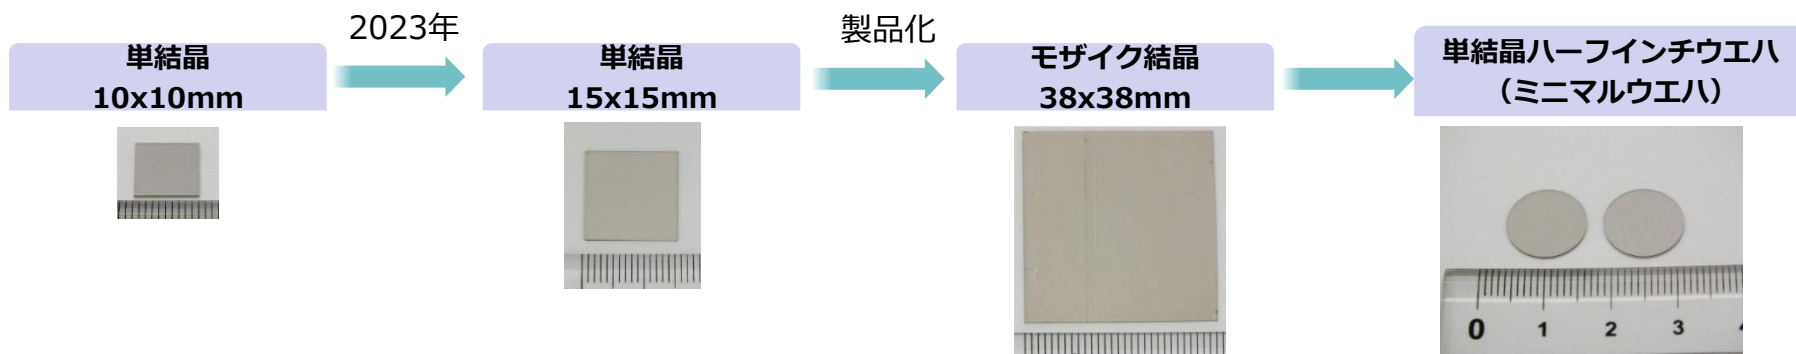 2023年
製品化
単結晶
10x10mm
単結晶
15x15mm
モザイク結晶
38x38mm
単結晶ハーフインチウエハ
（ミニマルウエハ）
0 1 2 3